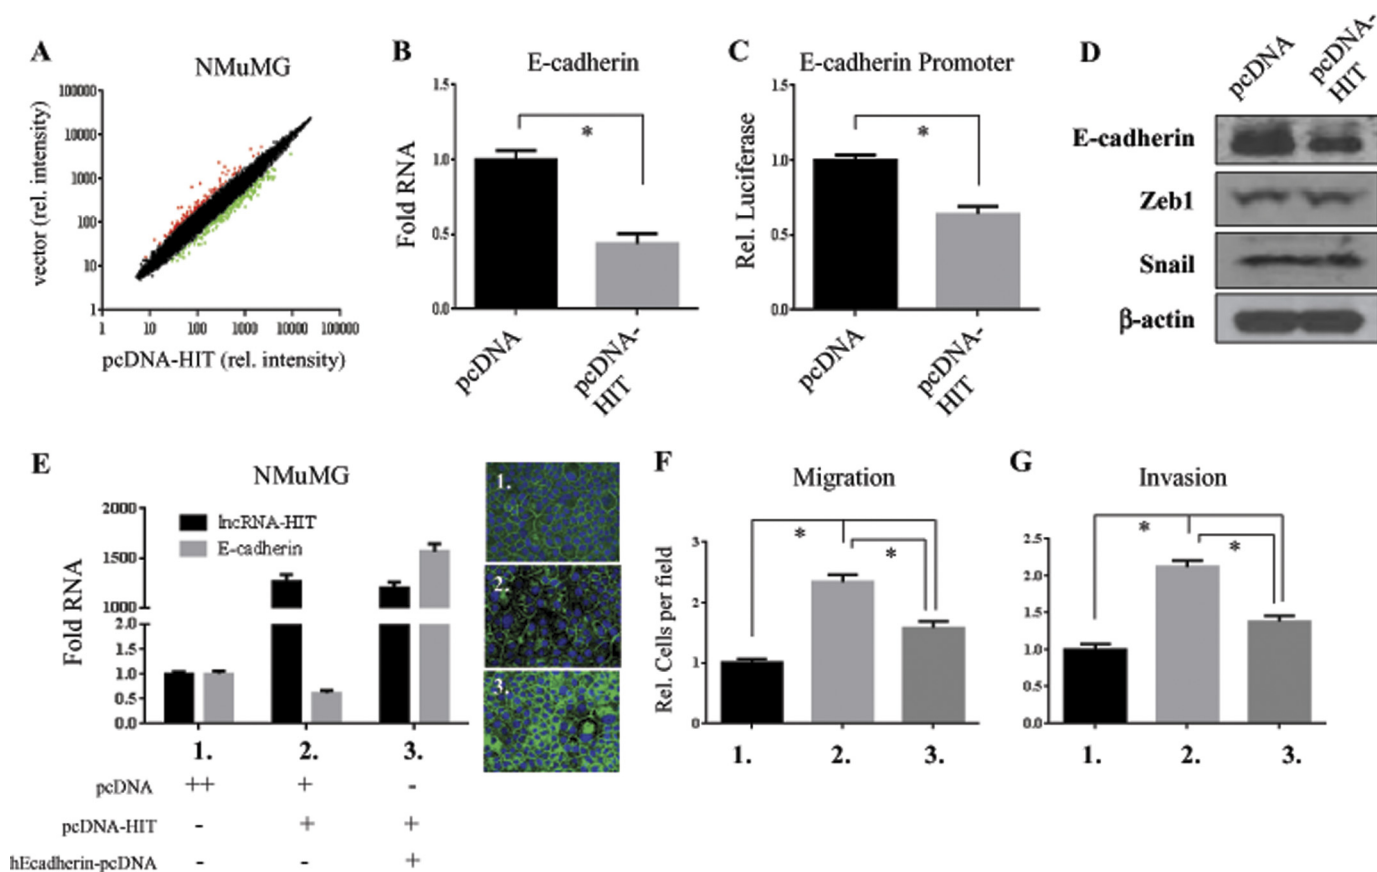 A
NMuMG
vector (rel. intensity)
100000
10000
1000
100
10
1
1 10 100 1000 10000 100000
pcDNA-HIT (rel. intensity)
B
E-cadherin
Fold RNA
1.5
1.0
0.5
0.0
*
pcDNA
pcDNA-
HIT
C
E-cadherin Promoter
Rel. Luciferase
1.5
1.0
0.5
0.0
*
pcDNA
pcDNA-
HIT
D
pcDNA
pcDNA-
HIT
E-cadherin
Zeb1
Snail
β-actin
E
NMuMG
Fold RNA
2000
1500
1000
2.0
1.0
0.5
0.0
lncRNA-HIT
E-cadherin
1. 2. 3.
pcDNA ++ + -
pcDNA-HIT - + +
hEcadherin-pcDNA - - +
1.
2.
3.
F
Migration
Rel. Cells per field
3
2
1
0
* *
1. 2. 3.
G
Invasion
2.5
2.0
1.5
1.0
0.5
0.0
* *
1. 2. 3.